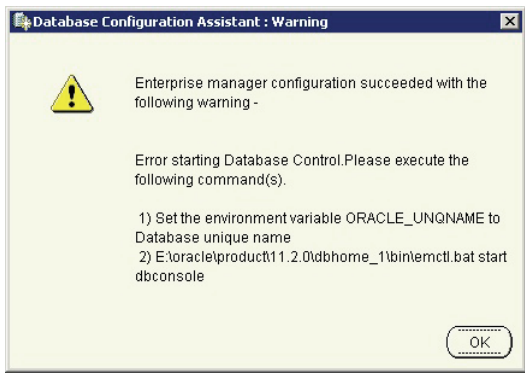 Database Configuration Assistant : Warning
Enterprise manager configuration succeeded with the
following warning -
Error starting Database Control.Please execute the
following command(s).
1) Set the environment variable ORACLE_UNQNAME to
Database unique name
2) E:\oracle\product\11.2.0\dbhome_1\bin\emctl.bat start
dbconsole
OK